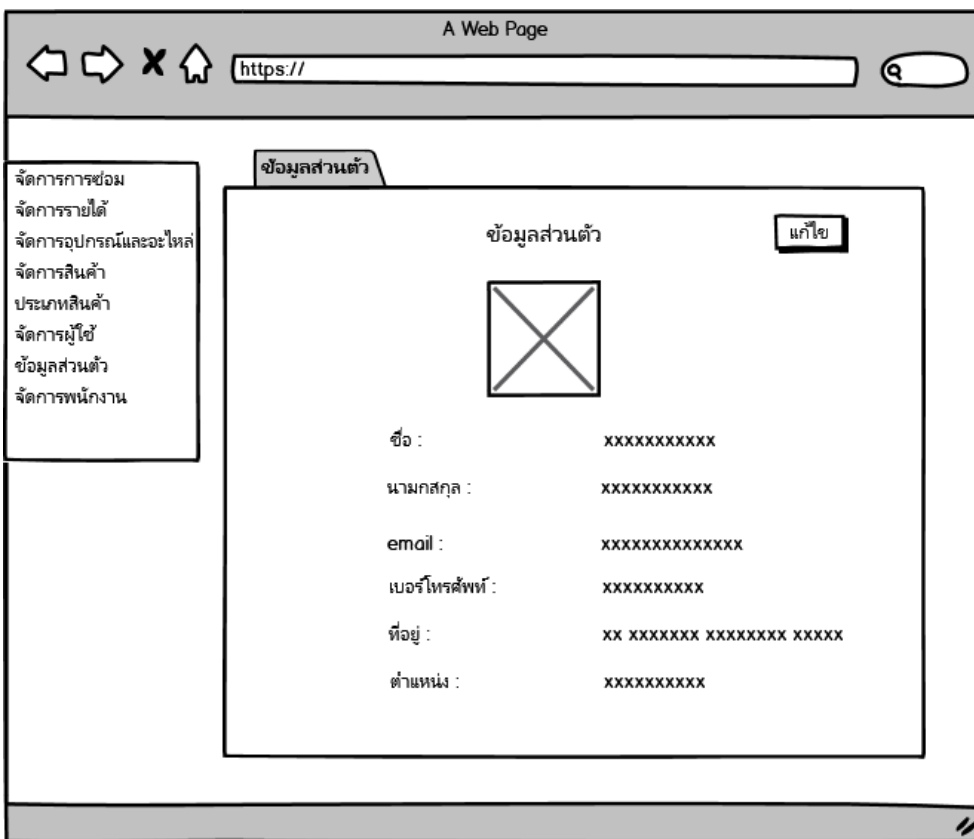 A Web Page
https://
จัดการการซ่อม
จัดการรายได้
จัดการอุปกรณ์และอะไหล่
จัดการสินค้า
ประเภทสินค้า
จัดการผู้ใช้
ข้อมูลส่วนตัว
จัดการพนักงาน
ข้อมูลส่วนตัว
ข้อมูลส่วนตัว
แก้ไข
ชื่อ : xxxxxxxxxxx
นามกสกุล : xxxxxxxxxxx
email : xxxxxxxxxxxxxx
เบอร์โทรศัพท์ : xxxxxxxxxx
ที่อยู่ : xx xxxxxxx xxxxxxxx xxxxx
ตำแหน่ง : xxxxxxxxxx